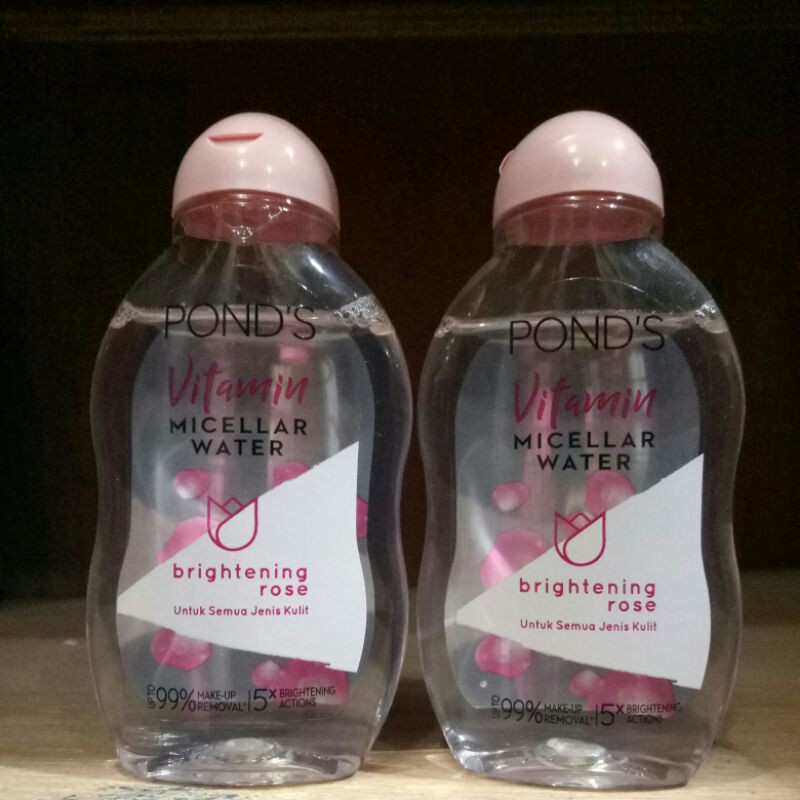 POND'S
Vitamin
MICELLAR
WATER
brightening
rose
Untuk Semua Jenis Kulit
UP TO 99% MAKE-UP REMOVAL* | 5X BRIGHTENING ACTIONS
POND'S
Vitamin
MICELLAR
WATER
brightening
rose
Untuk Semua Jenis Kulit
UP TO 99% MAKE-UP REMOVAL* | 5X BRIGHTENING ACTIONS